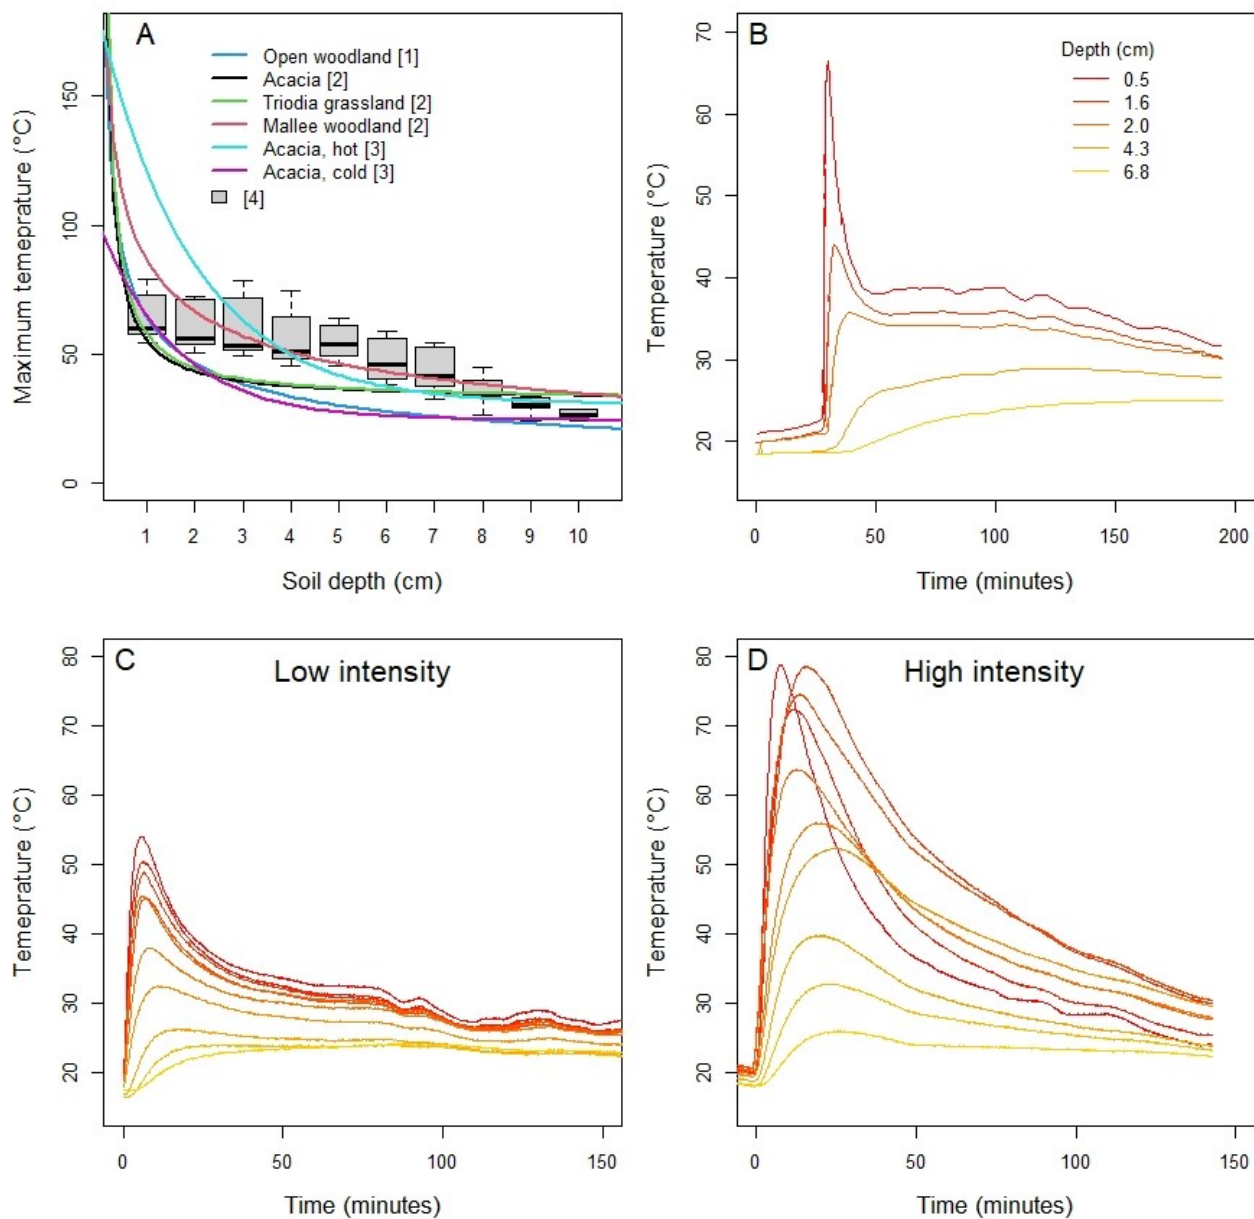 A
Open woodland [1]
Acacia [2]
Triodia grassland [2]
Mallee woodland [2]
Acacia, hot [3]
Acacia, cold [3]
[4]
Maximum temeprature (°C)
150
100
50
0
1 2 3 4 5 6 7 8 9 10
Soil depth (cm)
B
Depth (cm)
0.5
1.6
2.0
4.3
6.8
Temperature (°C)
70
60
50
40
30
20
0 50 100 150 200
Time (minutes)
C
Low intensity
Temeprature (°C)
80
70
60
50
40
30
20
0 50 100 150
Time (minutes)
D
High intensity
Temeprature (°C)
80
70
60
50
40
30
20
0 50 100 150
Time (minutes)